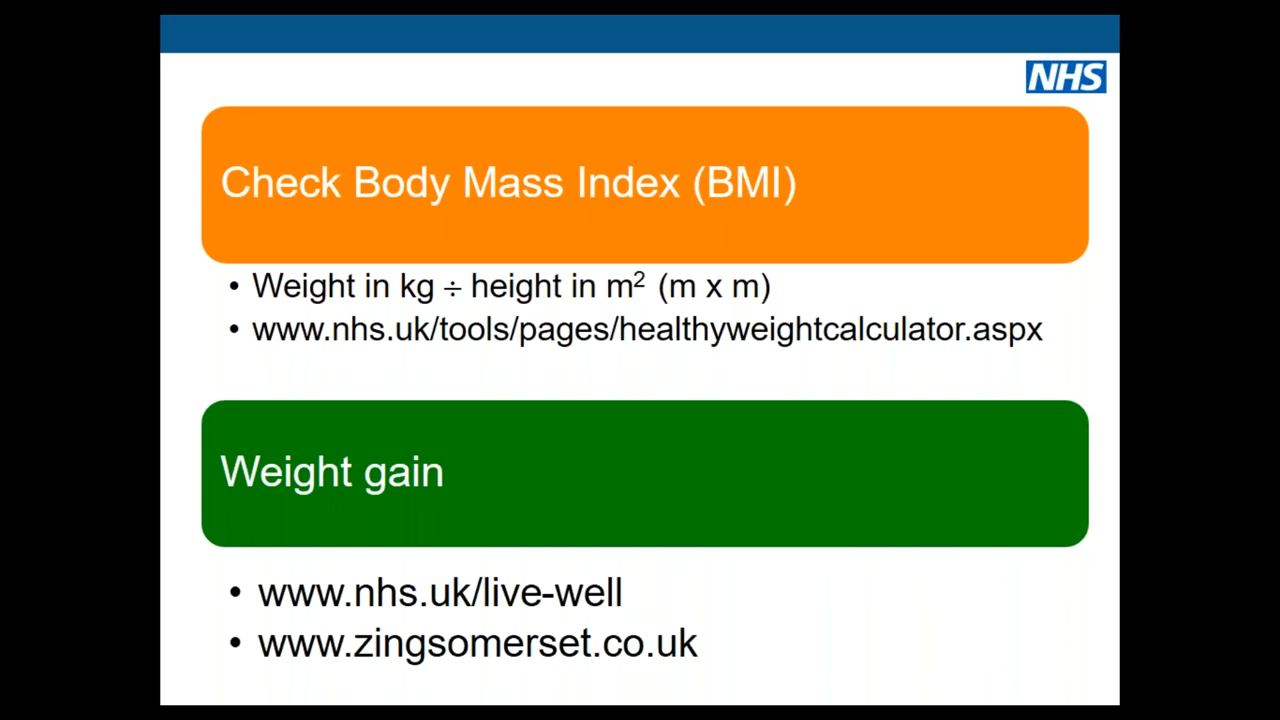 NHS
Check Body Mass Index (BMI)
• Weight in kg ÷ height in m² (m x m)
• www.nhs.uk/tools/pages/healthyweightcalculator.aspx
Weight gain
• www.nhs.uk/live-well
• www.zingsomerset.co.uk